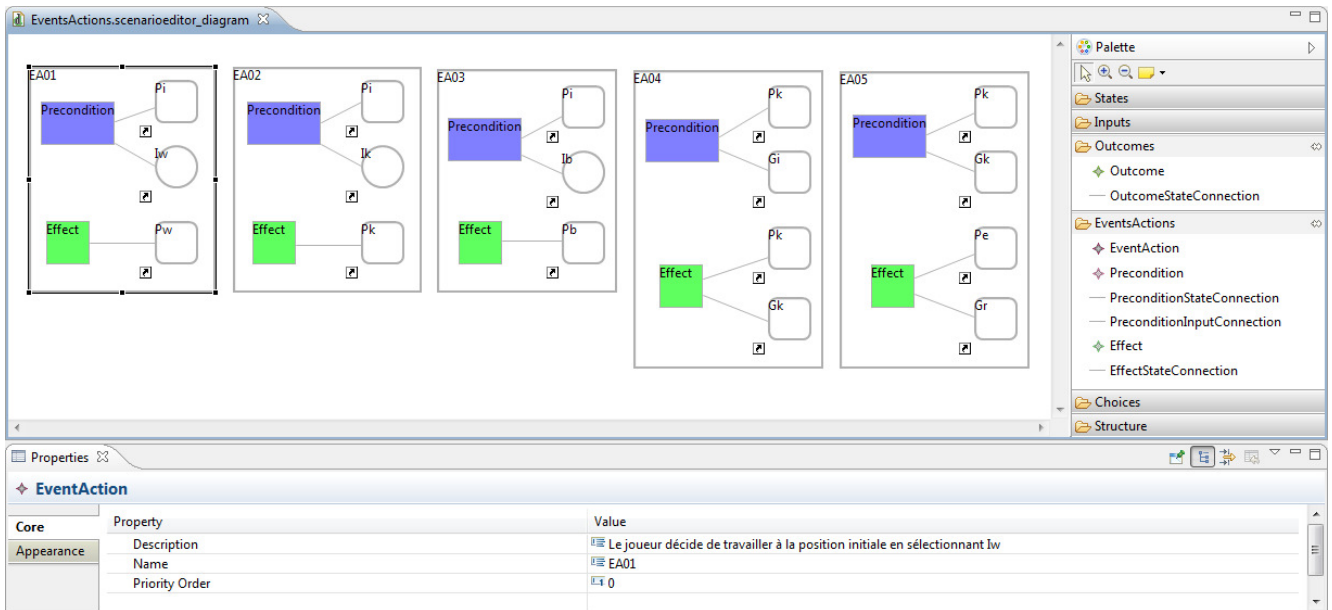 EventsActions.scenarioeditor_diagram
EA01
Pi
Precondition
Iw
Effect
Pw
EA02
Pi
Precondition
Ik
Effect
Pk
EA03
Pi
Precondition
Ib
Effect
Pb
EA04
Pk
Precondition
Gi
Pk
Effect
Gk
EA05
Pk
Precondition
Gk
Pe
Effect
Gr
Palette
States
Inputs
Outcomes
Outcome
OutcomeStateConnection
EventsActions
EventAction
Precondition
PreconditionStateConnection
PreconditionInputConnection
Effect
EffectStateConnection
Choices
Structure
Properties
EventAction
Core
Appearance
Property Value
Description Le joueur décide de travailler à la position initiale en sélectionnant Iw
Name EA01
Priority Order 0